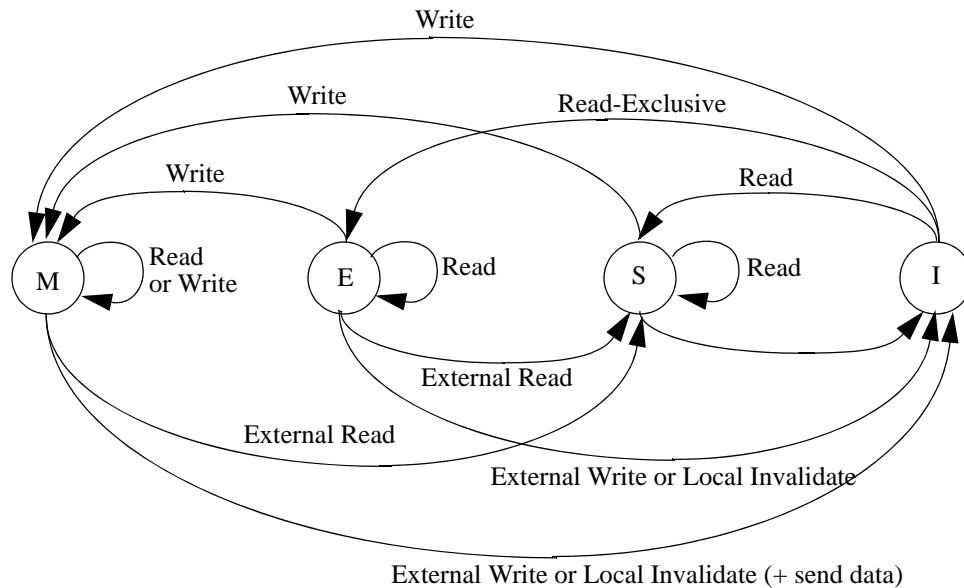 Write
Write
Read-Exclusive
Write
Read
M
Read
or Write
E
Read
S
Read
I
External Read
External Read
External Write or Local Invalidate
External Write or Local Invalidate (+ send data)